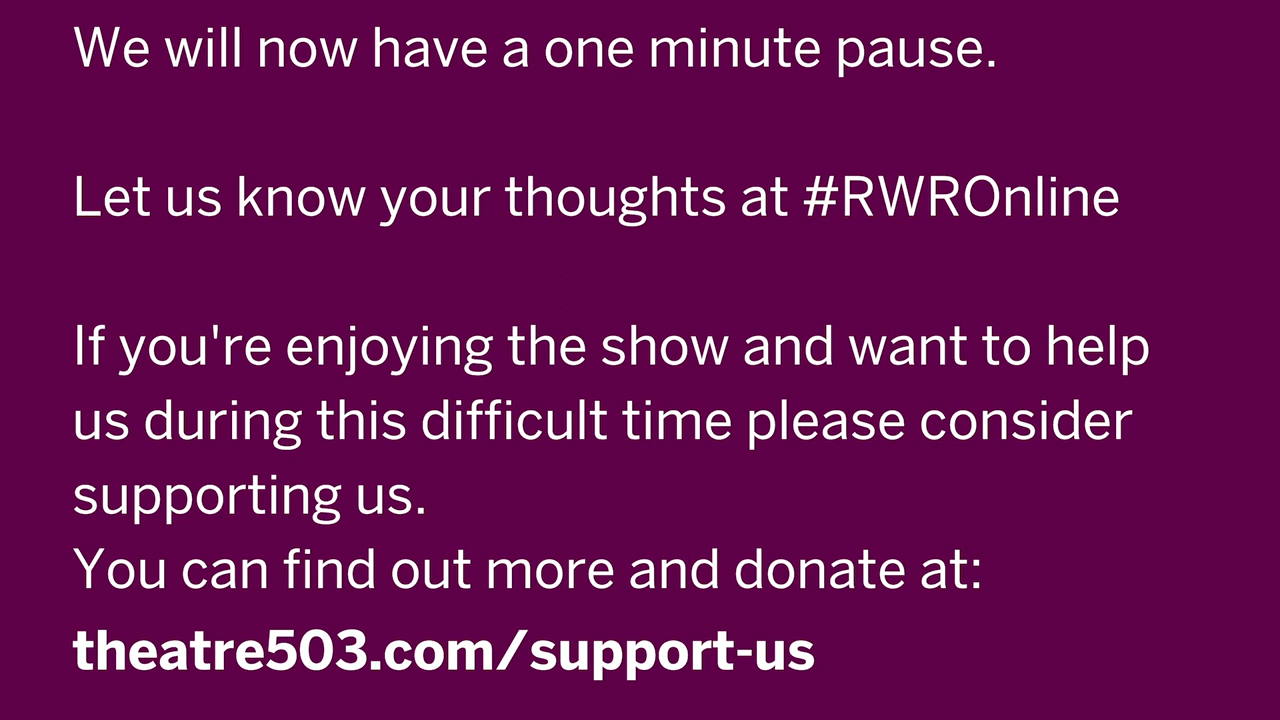 We will now have a one minute pause.
Let us know your thoughts at #RWROnline
If you're enjoying the show and want to help
us during this difficult time please consider
supporting us.
You can find out more and donate at:
theatre503.com/support-us